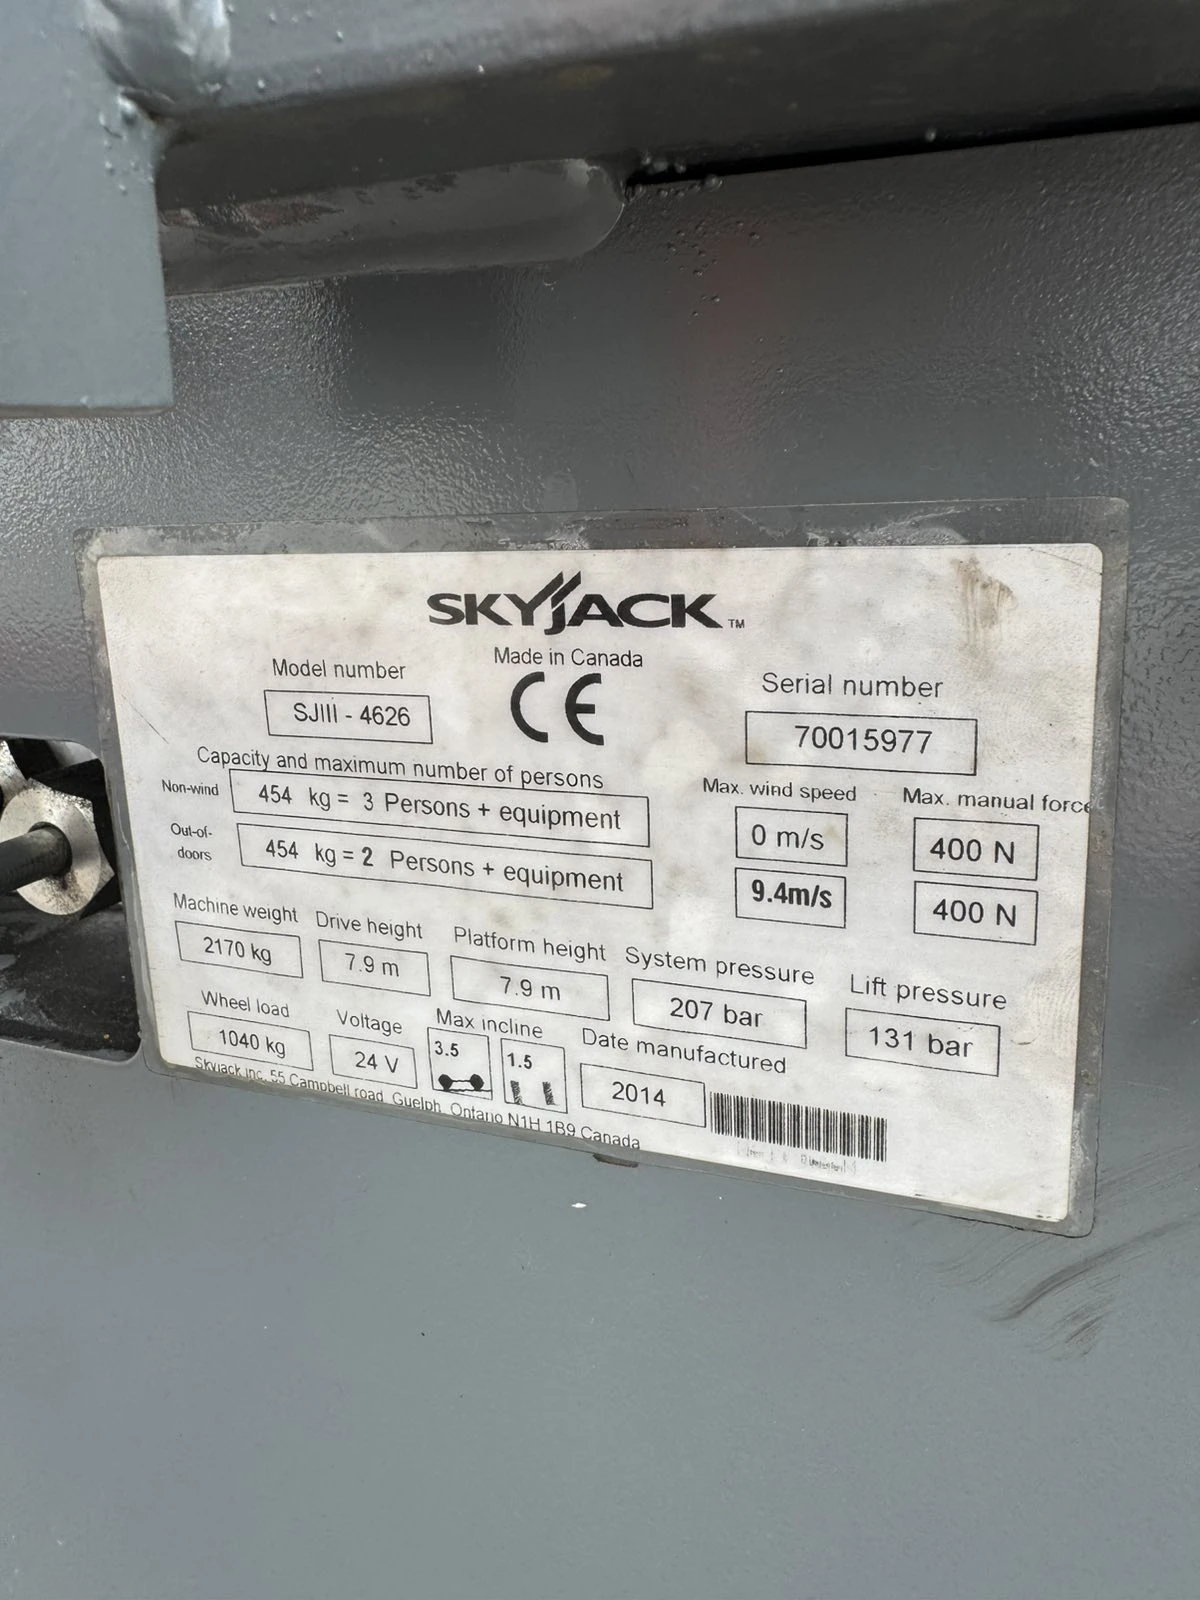 SKYJACK™
Made in Canada
CE
Model number
SJIII - 4626
Serial number
70015977
Capacity and maximum number of persons
Non-wind
454 kg = 3 Persons + equipment
Out-of-doors
454 kg = 2 Persons + equipment
Max. wind speed
0 m/s
9.4m/s
Max. manual force
400 N
400 N
Machine weight
2170 kg
Drive height
7.9 m
Platform height
7.9 m
System pressure
207 bar
Lift pressure
131 bar
Wheel load
1040 kg
Voltage
24 V
Max incline
3.5
1.5
Date manufactured
2014
Skyjack inc. 55 Campbell road, Guelph, Ontario N1H 1B9 Canada